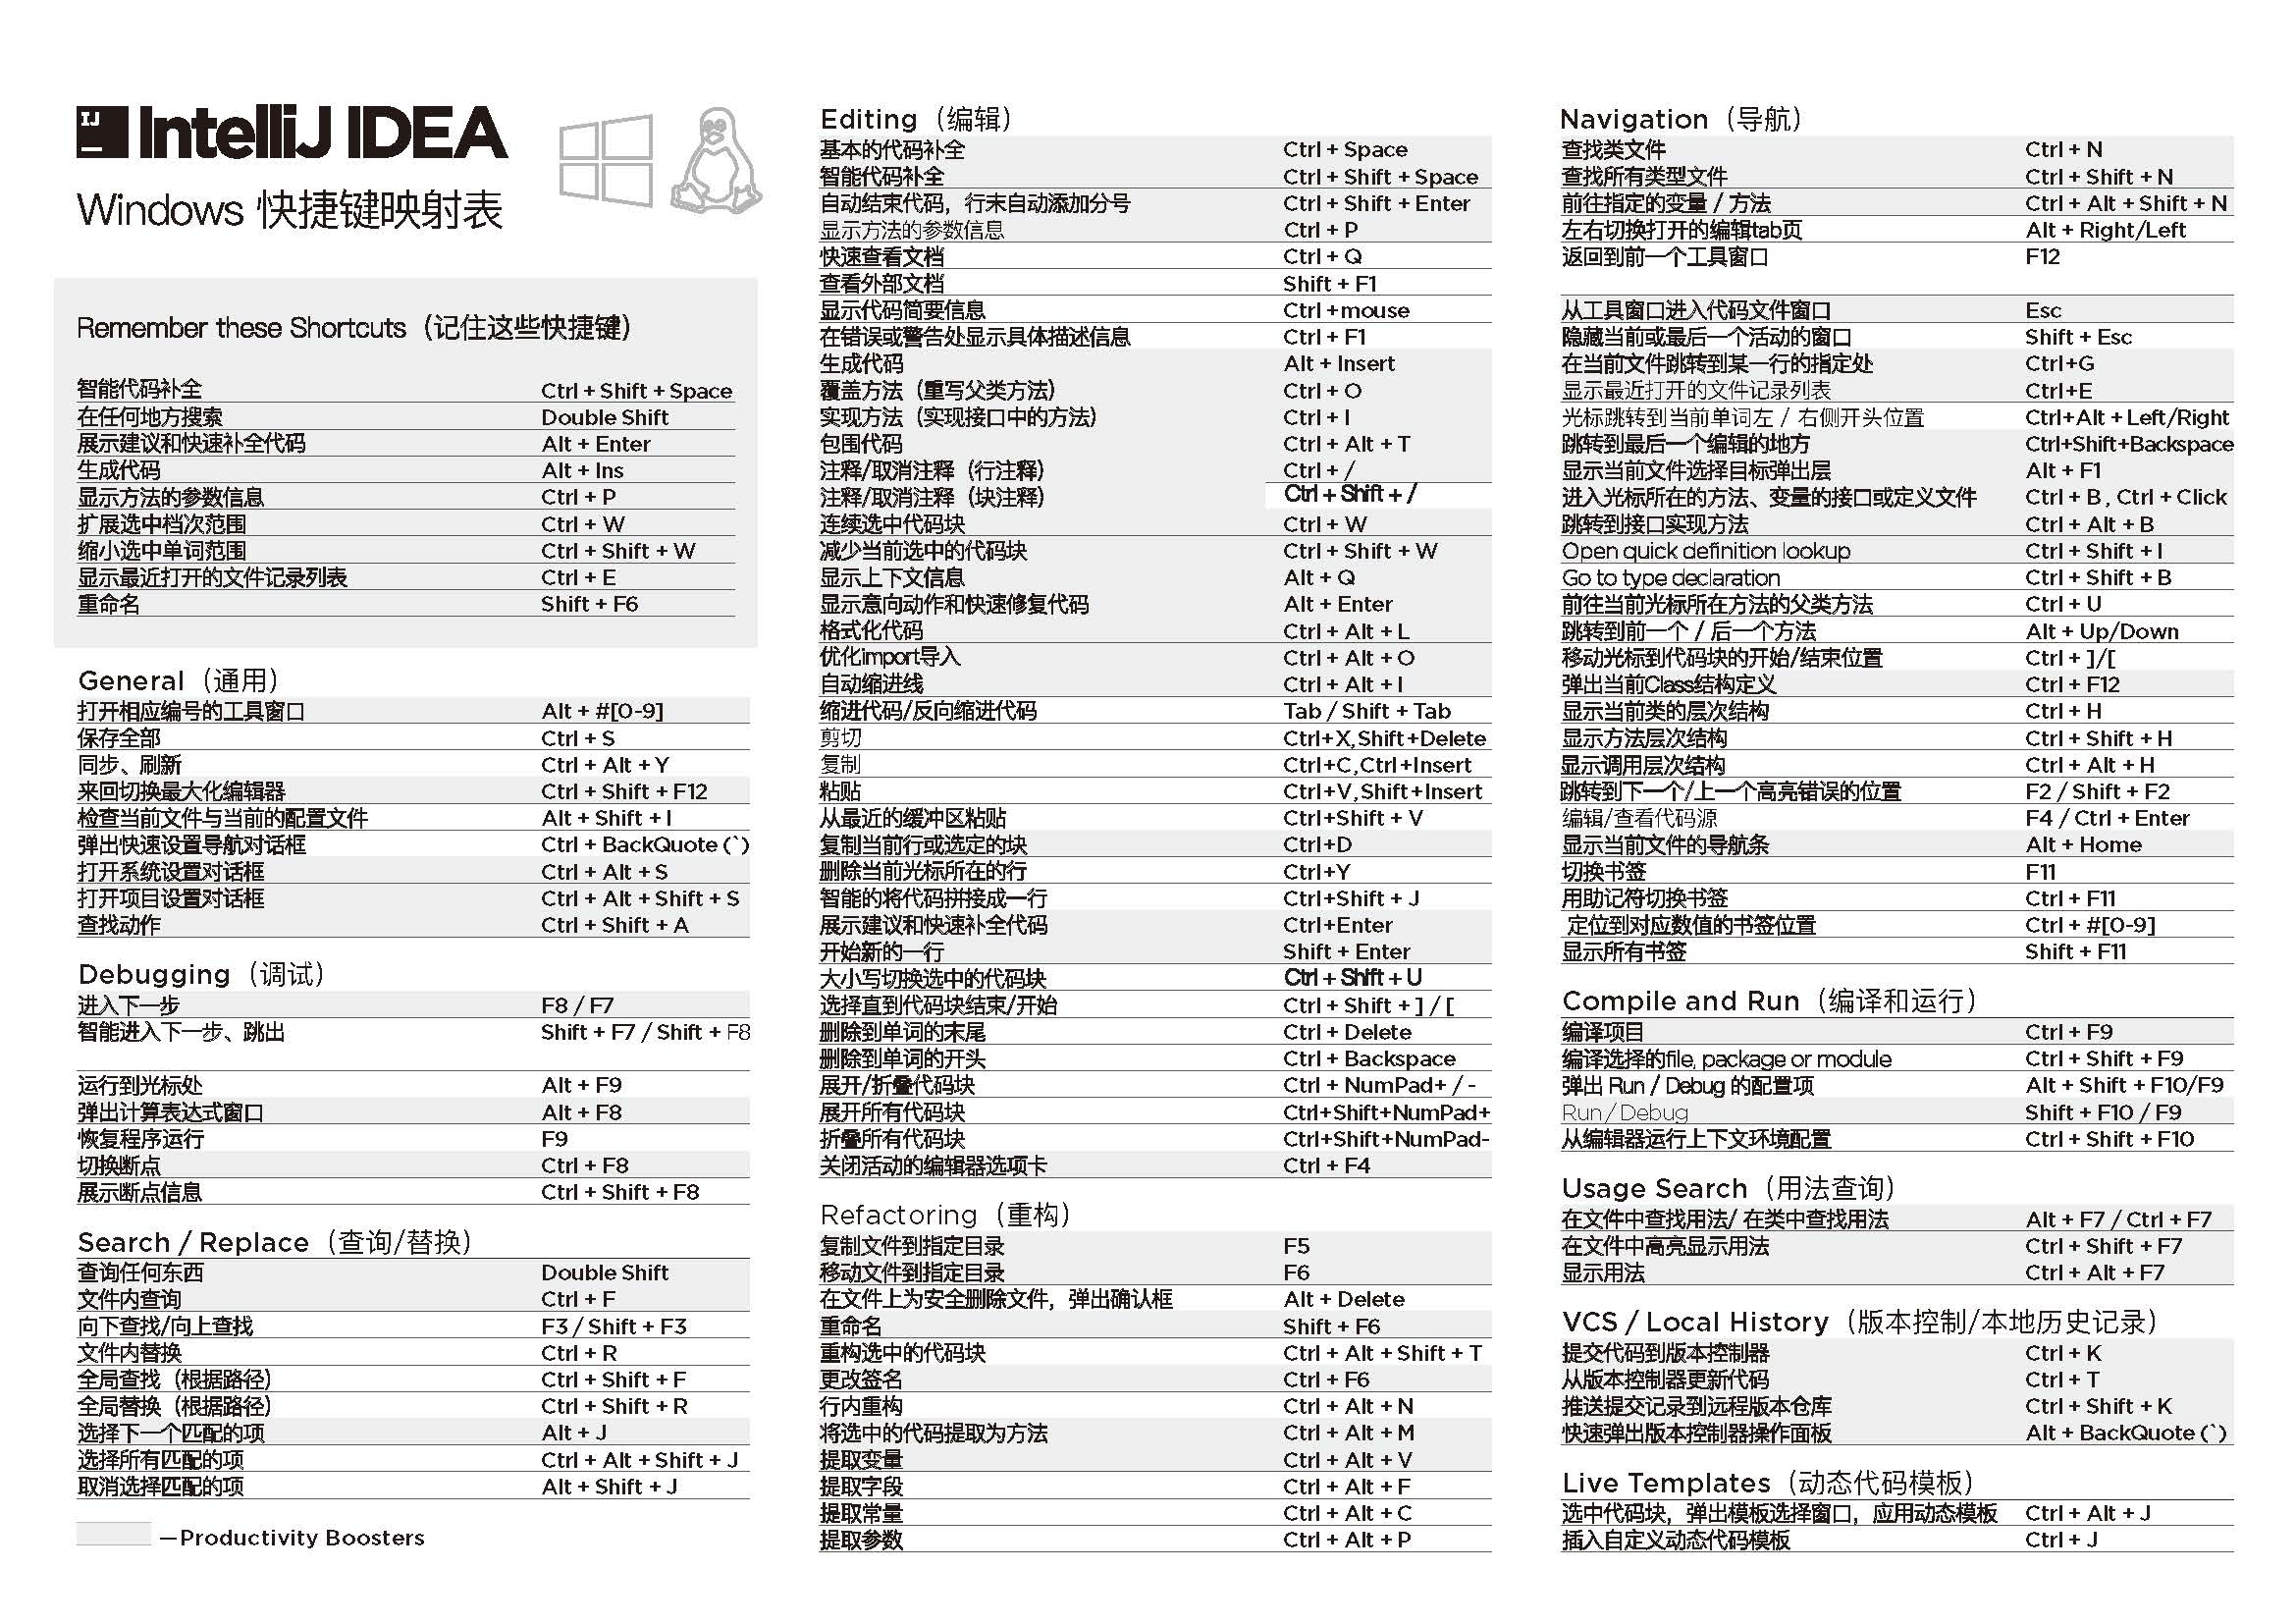 IJ IntelliJ IDEA
Windows 快捷键映射表
Remember these Shortcuts（记住这些快捷键）
智能代码补全 Ctrl + Shift + Space
在任何地方搜索 Double Shift
展示建议和快速补全代码 Alt + Enter
生成代码 Alt + Ins
显示方法的参数信息 Ctrl + P
扩展选中档次范围 Ctrl + W
缩小选中单词范围 Ctrl + Shift + W
显示最近打开的文件记录列表 Ctrl + E
重命名 Shift + F6
General（通用）
打开相应编号的工具窗口 Alt + #[0-9]
保存全部 Ctrl + S
同步、刷新 Ctrl + Alt + Y
来回切换最大化编辑器 Ctrl + Shift + F12
检查当前文件与当前的配置文件 Alt + Shift + I
弹出快速设置导航对话框 Ctrl + BackQuote (`)
打开系统设置对话框 Ctrl + Alt + S
打开项目设置对话框 Ctrl + Alt + Shift + S
查找动作 Ctrl + Shift + A
Debugging（调试）
进入下一步 F8 / F7
智能进入下一步、跳出 Shift + F7 / Shift + F8
运行到光标处 Alt + F9
弹出计算表达式窗口 Alt + F8
恢复程序运行 F9
切换断点 Ctrl + F8
展示断点信息 Ctrl + Shift + F8
Search / Replace（查询/替换）
查询任何东西 Double Shift
文件内查询 Ctrl + F
向下查找/向上查找 F3 / Shift + F3
文件内替换 Ctrl + R
全局查找（根据路径） Ctrl + Shift + F
全局替换（根据路径） Ctrl + Shift + R
选择下一个匹配的项 Alt + J
选择所有匹配的项 Ctrl + Alt + Shift + J
取消选择匹配的项 Alt + Shift + J
—Productivity Boosters
Editing（编辑）
基本的代码补全 Ctrl + Space
智能代码补全 Ctrl + Shift + Space
自动结束代码，行末自动添加分号 Ctrl + Shift + Enter
显示方法的参数信息 Ctrl + P
快速查看文档 Ctrl + Q
查看外部文档 Shift + F1
显示代码简要信息 Ctrl +mouse
在错误或警告处显示具体描述信息 Ctrl + F1
生成代码 Alt + Insert
覆盖方法（重写父类方法） Ctrl + O
实现方法（实现接口中的方法） Ctrl + I
包围代码 Ctrl + Alt + T
注释/取消注释（行注释） Ctrl + /
注释/取消注释（块注释） Ctrl + Shift + /
连续选中代码块 Ctrl + W
减少当前选中的代码块 Ctrl + Shift + W
显示上下文信息 Alt + Q
显示意向动作和快速修复代码 Alt + Enter
格式化代码 Ctrl + Alt + L
优化import导入 Ctrl + Alt + O
自动缩进线 Ctrl + Alt + I
缩进代码/反向缩进代码 Tab / Shift + Tab
剪切 Ctrl+X,Shift+Delete
复制 Ctrl+C,Ctrl+Insert
粘贴 Ctrl+V,Shift+Insert
从最近的缓冲区粘贴 Ctrl+Shift + V
复制当前行或选定的块 Ctrl+D
删除当前光标所在的行 Ctrl+Y
智能的将代码拼接成一行 Ctrl+Shift + J
展示建议和快速补全代码 Ctrl+Enter
开始新的一行 Shift + Enter
大小写切换选中的代码块 Ctrl + Shift + U
选择直到代码块结束/开始 Ctrl + Shift + ] / [
删除到单词的末尾 Ctrl + Delete
删除到单词的开头 Ctrl + Backspace
展开/折叠代码块 Ctrl + NumPad+ / -
展开所有代码块 Ctrl+Shift+NumPad+
折叠所有代码块 Ctrl+Shift+NumPad-
关闭活动的编辑器选项卡 Ctrl + F4
Refactoring（重构）
复制文件到指定目录 F5
移动文件到指定目录 F6
在文件上为安全删除文件，弹出确认框 Alt + Delete
重命名 Shift + F6
重构选中的代码块 Ctrl + Alt + Shift + T
更改签名 Ctrl + F6
行内重构 Ctrl + Alt + N
将选中的代码提取为方法 Ctrl + Alt + M
提取变量 Ctrl + Alt + V
提取字段 Ctrl + Alt + F
提取常量 Ctrl + Alt + C
提取参数 Ctrl + Alt + P
Navigation（导航）
查找类文件 Ctrl + N
查找所有类型文件 Ctrl + Shift + N
前往指定的变量 / 方法 Ctrl + Alt + Shift + N
左右切换打开的编辑tab页 Alt + Right/Left
返回到前一个工具窗口 F12
从工具窗口进入代码文件窗口 Esc
隐藏当前或最后一个活动的窗口 Shift + Esc
在当前文件跳转到某一行的指定处 Ctrl+G
显示最近打开的文件记录列表 Ctrl+E
光标跳转到当前单词左 / 右侧开头位置 Ctrl+Alt + Left/Right
跳转到最后一个编辑的地方 Ctrl+Shift+Backspace
显示当前文件选择目标弹出层 Alt + F1
进入光标所在的方法、变量的接口或定义文件 Ctrl + B , Ctrl + Click
跳转到接口实现方法 Ctrl + Alt + B
Open quick definition lookup Ctrl + Shift + I
Go to type declaration Ctrl + Shift + B
前往当前光标所在方法的父类方法 Ctrl + U
跳转到前一个 / 后一个方法 Alt + Up/Down
移动光标到代码块的开始/结束位置 Ctrl + ]/[
弹出当前Class结构定义 Ctrl + F12
显示当前类的层次结构 Ctrl + H
显示方法层次结构 Ctrl + Shift + H
显示调用层次结构 Ctrl + Alt + H
跳转到下一个/上一个高亮错误的位置 F2 / Shift + F2
编辑/查看代码源 F4 / Ctrl + Enter
显示当前文件的导航条 Alt + Home
切换书签 F11
用助记符切换书签 Ctrl + F11
定位到对应数值的书签位置 Ctrl + #[0-9]
显示所有书签 Shift + F11
Compile and Run（编译和运行）
编译项目 Ctrl + F9
编译选择的file, package or module Ctrl + Shift + F9
弹出 Run / Debug 的配置项 Alt + Shift + F10/F9
Run / Debug Shift + F10 / F9
从编辑器运行上下文环境配置 Ctrl + Shift + F10
Usage Search（用法查询）
在文件中查找用法/ 在类中查找用法 Alt + F7 / Ctrl + F7
在文件中高亮显示用法 Ctrl + Shift + F7
显示用法 Ctrl + Alt + F7
VCS / Local History（版本控制/本地历史记录）
提交代码到版本控制器 Ctrl + K
从版本控制器更新代码 Ctrl + T
推送提交记录到远程版本仓库 Ctrl + Shift + K
快速弹出版本控制器操作面板 Alt + BackQuote (`)
Live Templates（动态代码模板）
选中代码块，弹出模板选择窗口，应用动态模板 Ctrl + Alt + J
插入自定义动态代码模板 Ctrl + J